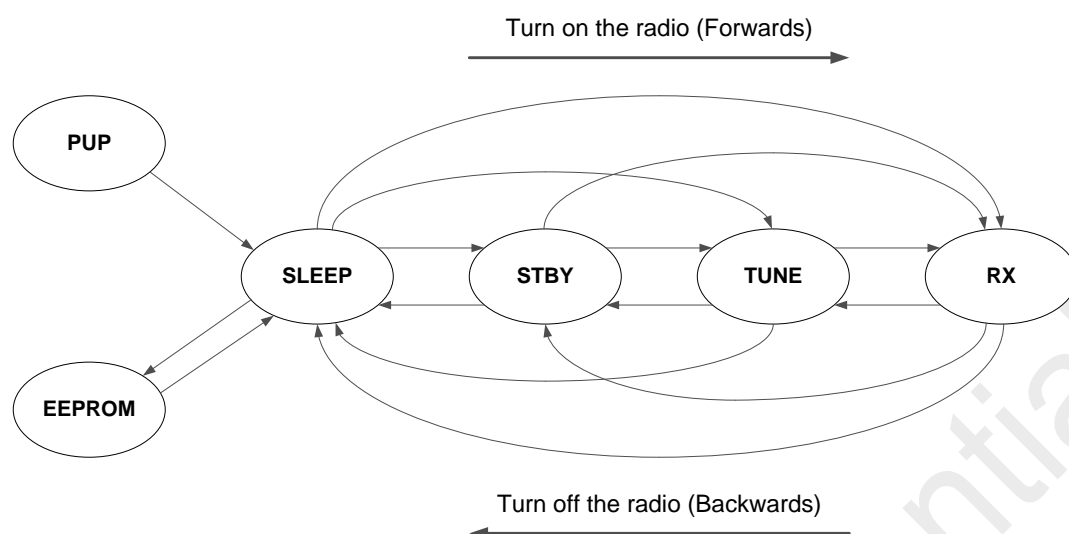 Turn on the radio (Forwards)
PUP
SLEEP
STBY
TUNE
RX
EEPROM
Turn off the radio (Backwards)